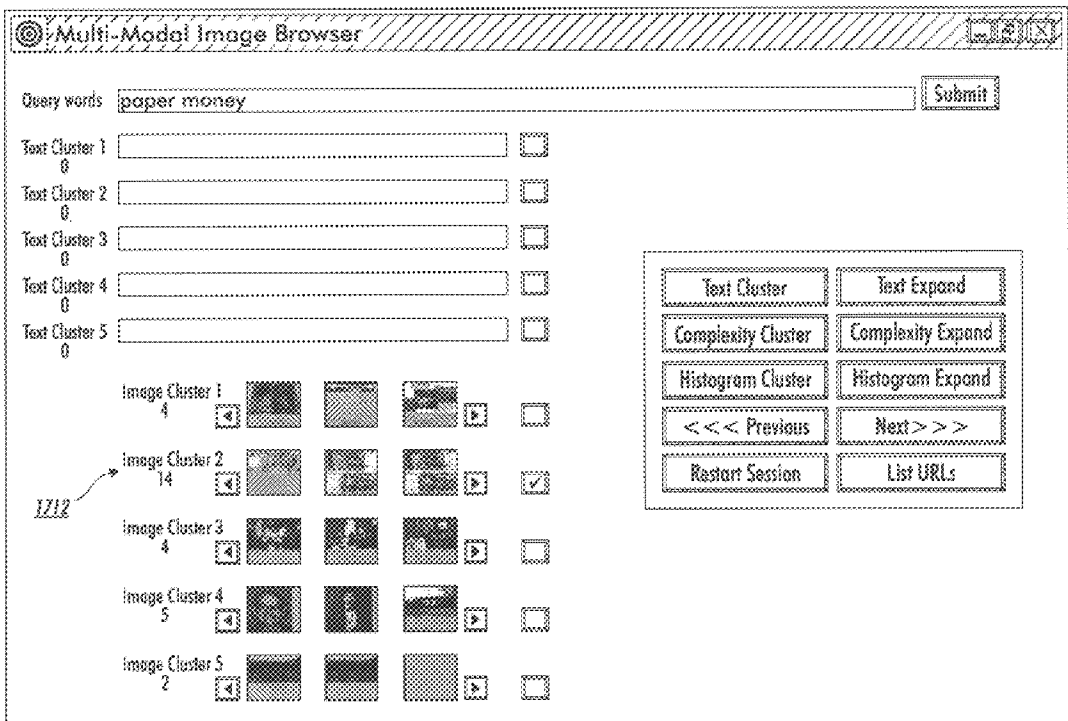 Multi-Modal Image Browser
Query words paper money Submit
Text Cluster 1
0
Text Cluster 2
0
Text Cluster 3
0
Text Cluster 4
0
Text Cluster 5
0
Text Cluster Text Expand
Complexity Cluster Complexity Expand
Histogram Cluster Histogram Expand
<<< Previous Next>>>
Restart Session List URLs
Image Cluster 1
4
Image Cluster 2
14
1712
Image Cluster 3
4
Image Cluster 4
5
Image Cluster 5
2